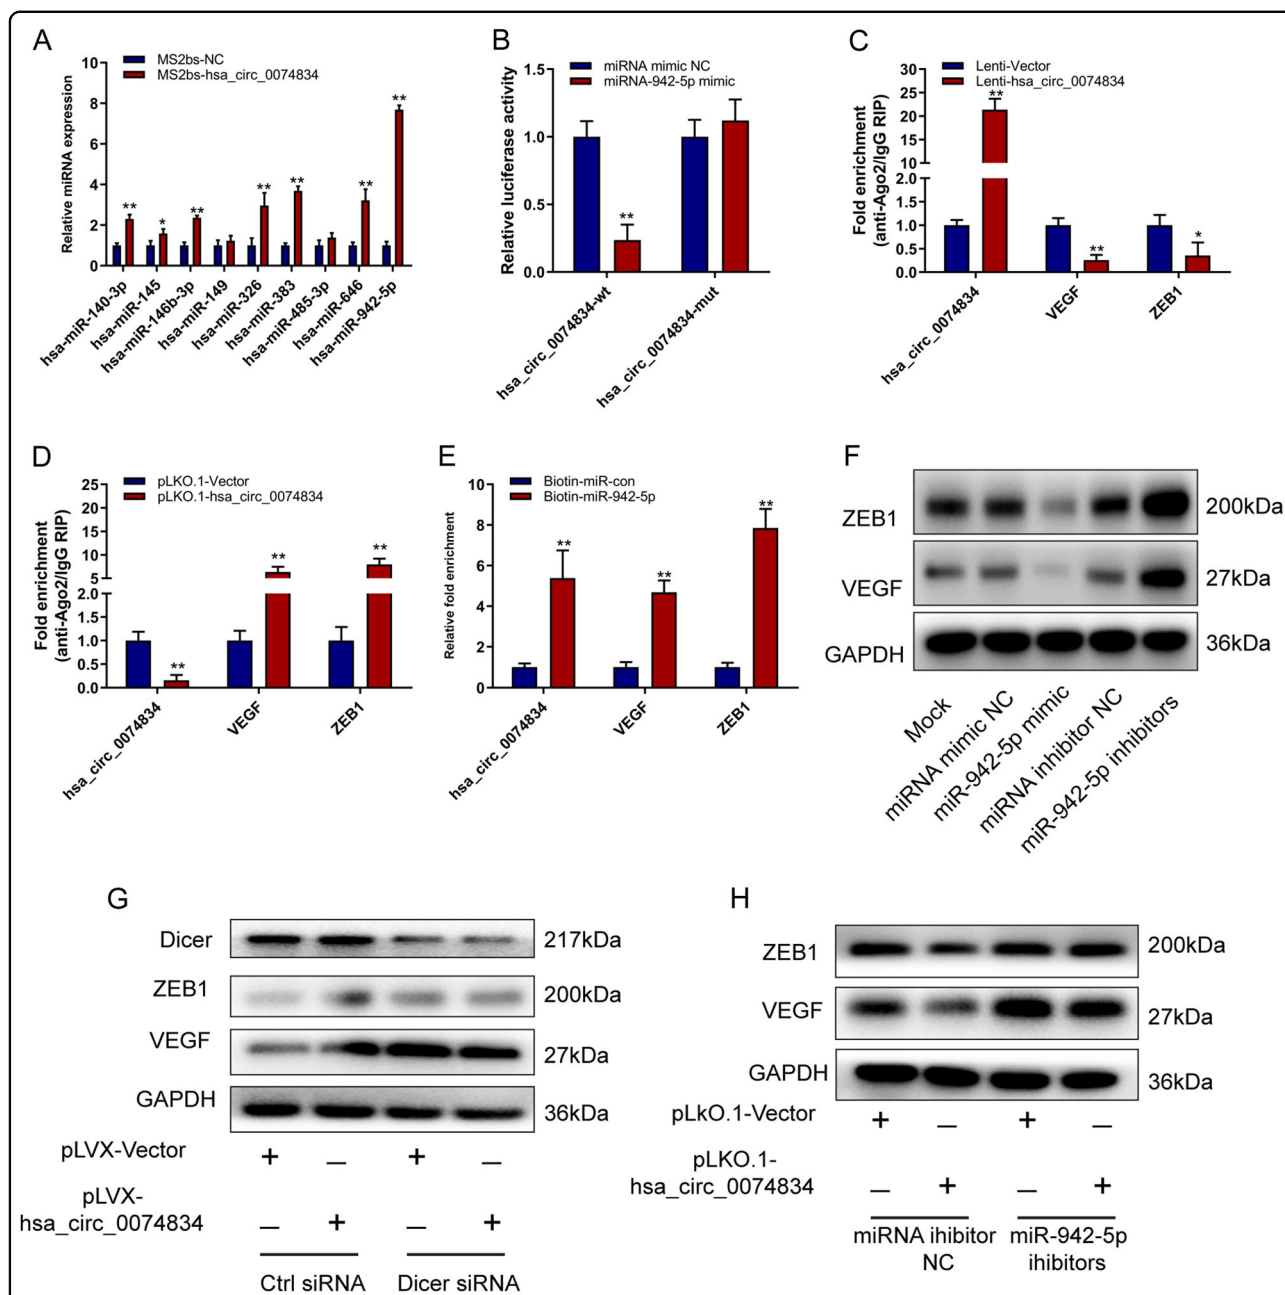 A
MS2bs-NC
MS2bs-hsa_circ_0074834
Relative miRNA expression
10
8
6
4
2
0
**
*
**
**
**
**
**
hsa-miR-140-3p
hsa-miR-145
hsa-miR-146b-3p
hsa-miR-149
hsa-miR-326
hsa-miR-383
hsa-miR-485-3p
hsa-miR-646
hsa-miR-942-5p
B
miRNA mimic NC
miRNA-942-5p mimic
Relative luciferase activity
1.5
1.0
0.5
0.0
**
hsa_circ_0074834-wt
hsa_circ_0074834-mut
C
Lenti-Vector
Lenti-hsa_circ_0074834
Fold enrichment
(anti-Ago2/IgG RIP)
30
25
20
15
10
2.0
1.5
1.0
0.5
0.0
**
**
*
hsa_circ_0074834
VEGF
ZEB1
D
pLKO.1-Vector
pLKO.1-hsa_circ_0074834
Fold enrichment
(anti-Ago2/IgG RIP)
25
20
15
10
5
2.0
1.5
1.0
0.5
0.0
**
**
**
hsa_circ_0074834
VEGF
ZEB1
E
Biotin-miR-con
Biotin-miR-942-5p
Relative fold enrichment
10
8
6
4
2
0
**
**
**
hsa_circ_0074834
VEGF
ZEB1
F
ZEB1 200kDa
VEGF 27kDa
GAPDH 36kDa
Mock
miRNA mimic NC
miR-942-5p mimic
miRNA inhibitor NC
miR-942-5p inhibitors
G
Dicer 217kDa
ZEB1 200kDa
VEGF 27kDa
GAPDH 36kDa
pLVX-Vector + – + –
pLVX-
hsa_circ_0074834 – + – +
Ctrl siRNA Dicer siRNA
H
ZEB1 200kDa
VEGF 27kDa
GAPDH 36kDa
pLkO.1-Vector + – + –
pLKO.1-
hsa_circ_0074834 – + – +
miRNA ihibitor
NC
miR-942-5p
ihibitors